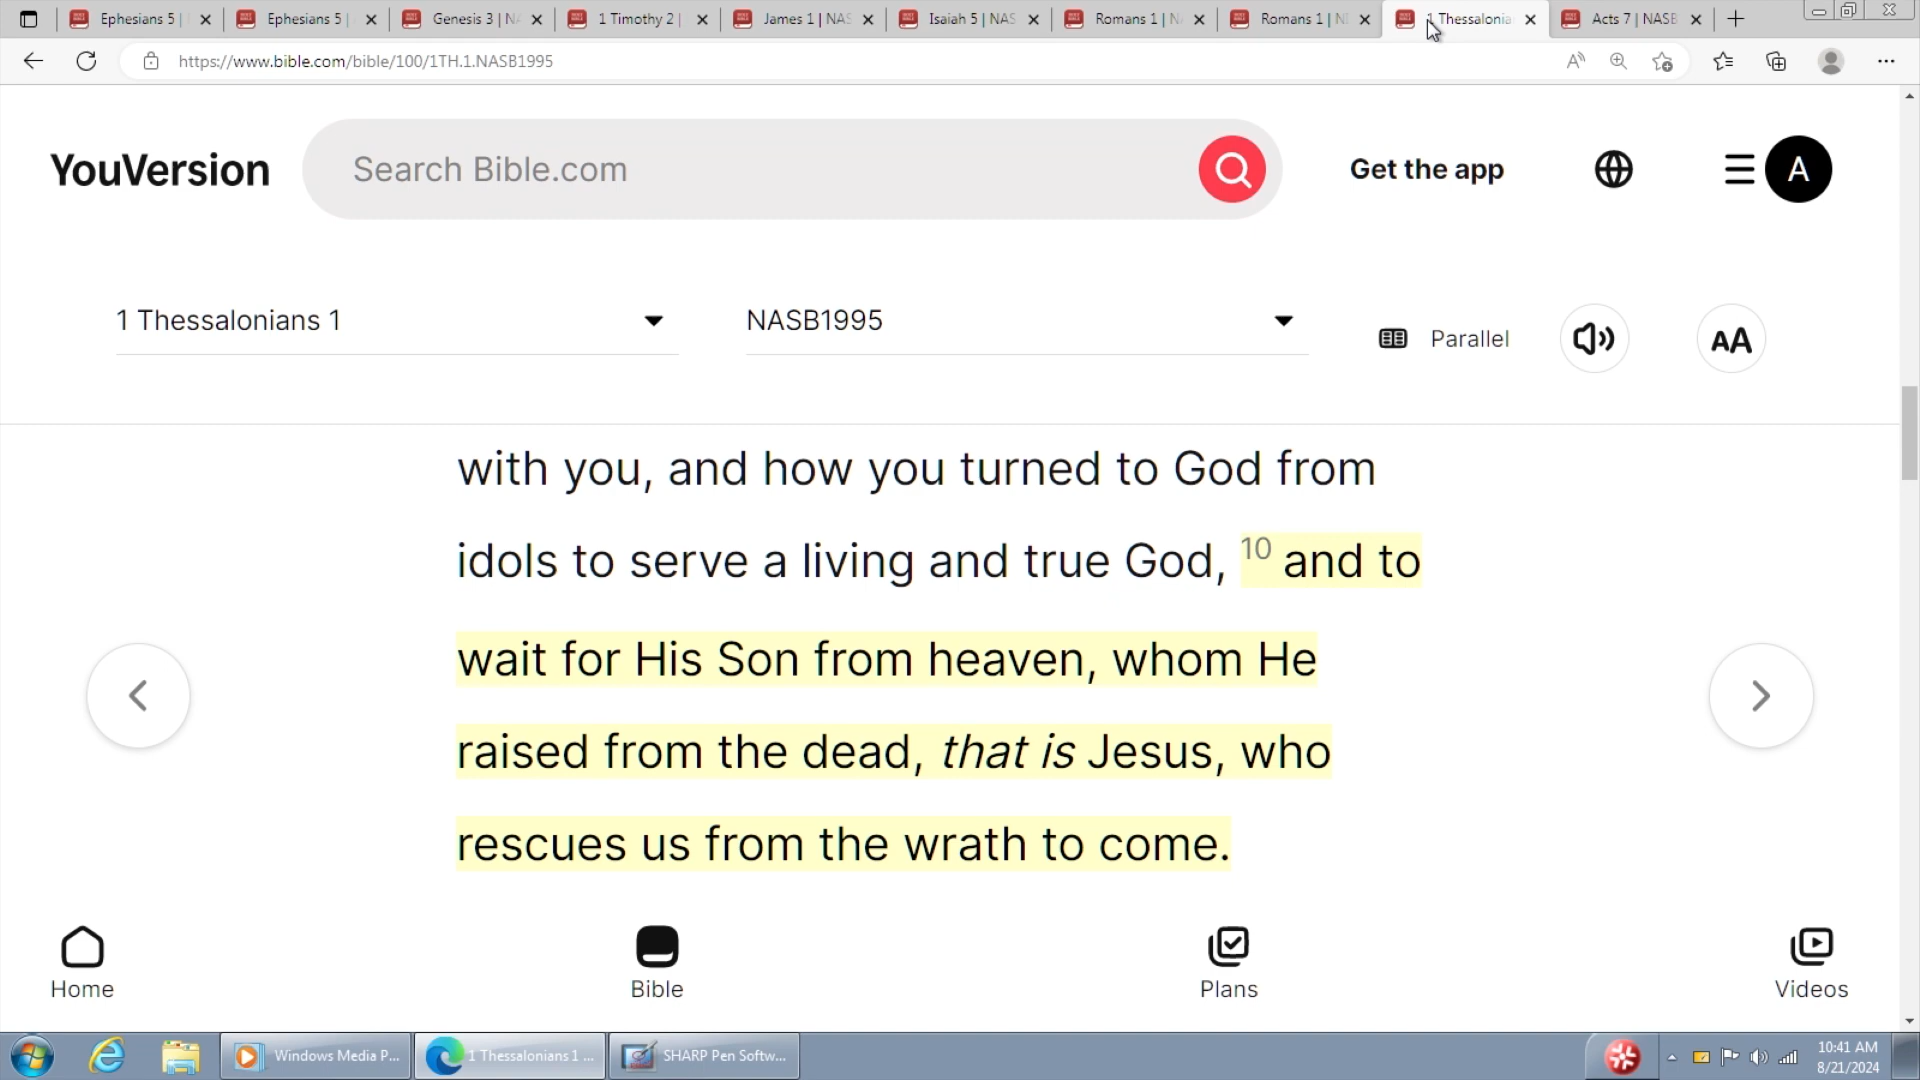 Ephesians 5 |
Ephesians 5 |
Genesis 3 | NA
1 Timothy 2 |
James 1 | NAS
Isaiah 5 | NAS
Romans 1 | N
Romans 1 | N
1 Thessalonia
Acts 7 | NASB
https://www.bible.com/bible/100/1TH.1.NASB1995
YouVersion
Search Bible.com
Get the app
A
1 Thessalonians 1
NASB1995
Parallel
AA
with you, and how you turned to God from
idols to serve a living and true God, 10 and to
wait for His Son from heaven, whom He
raised from the dead, that is Jesus, who
rescues us from the wrath to come.
Home
Bible
Plans
Videos
Windows Media P...
1 Thessalonians 1 ...
SHARP Pen Softw...
10:41 AM
8/21/2024